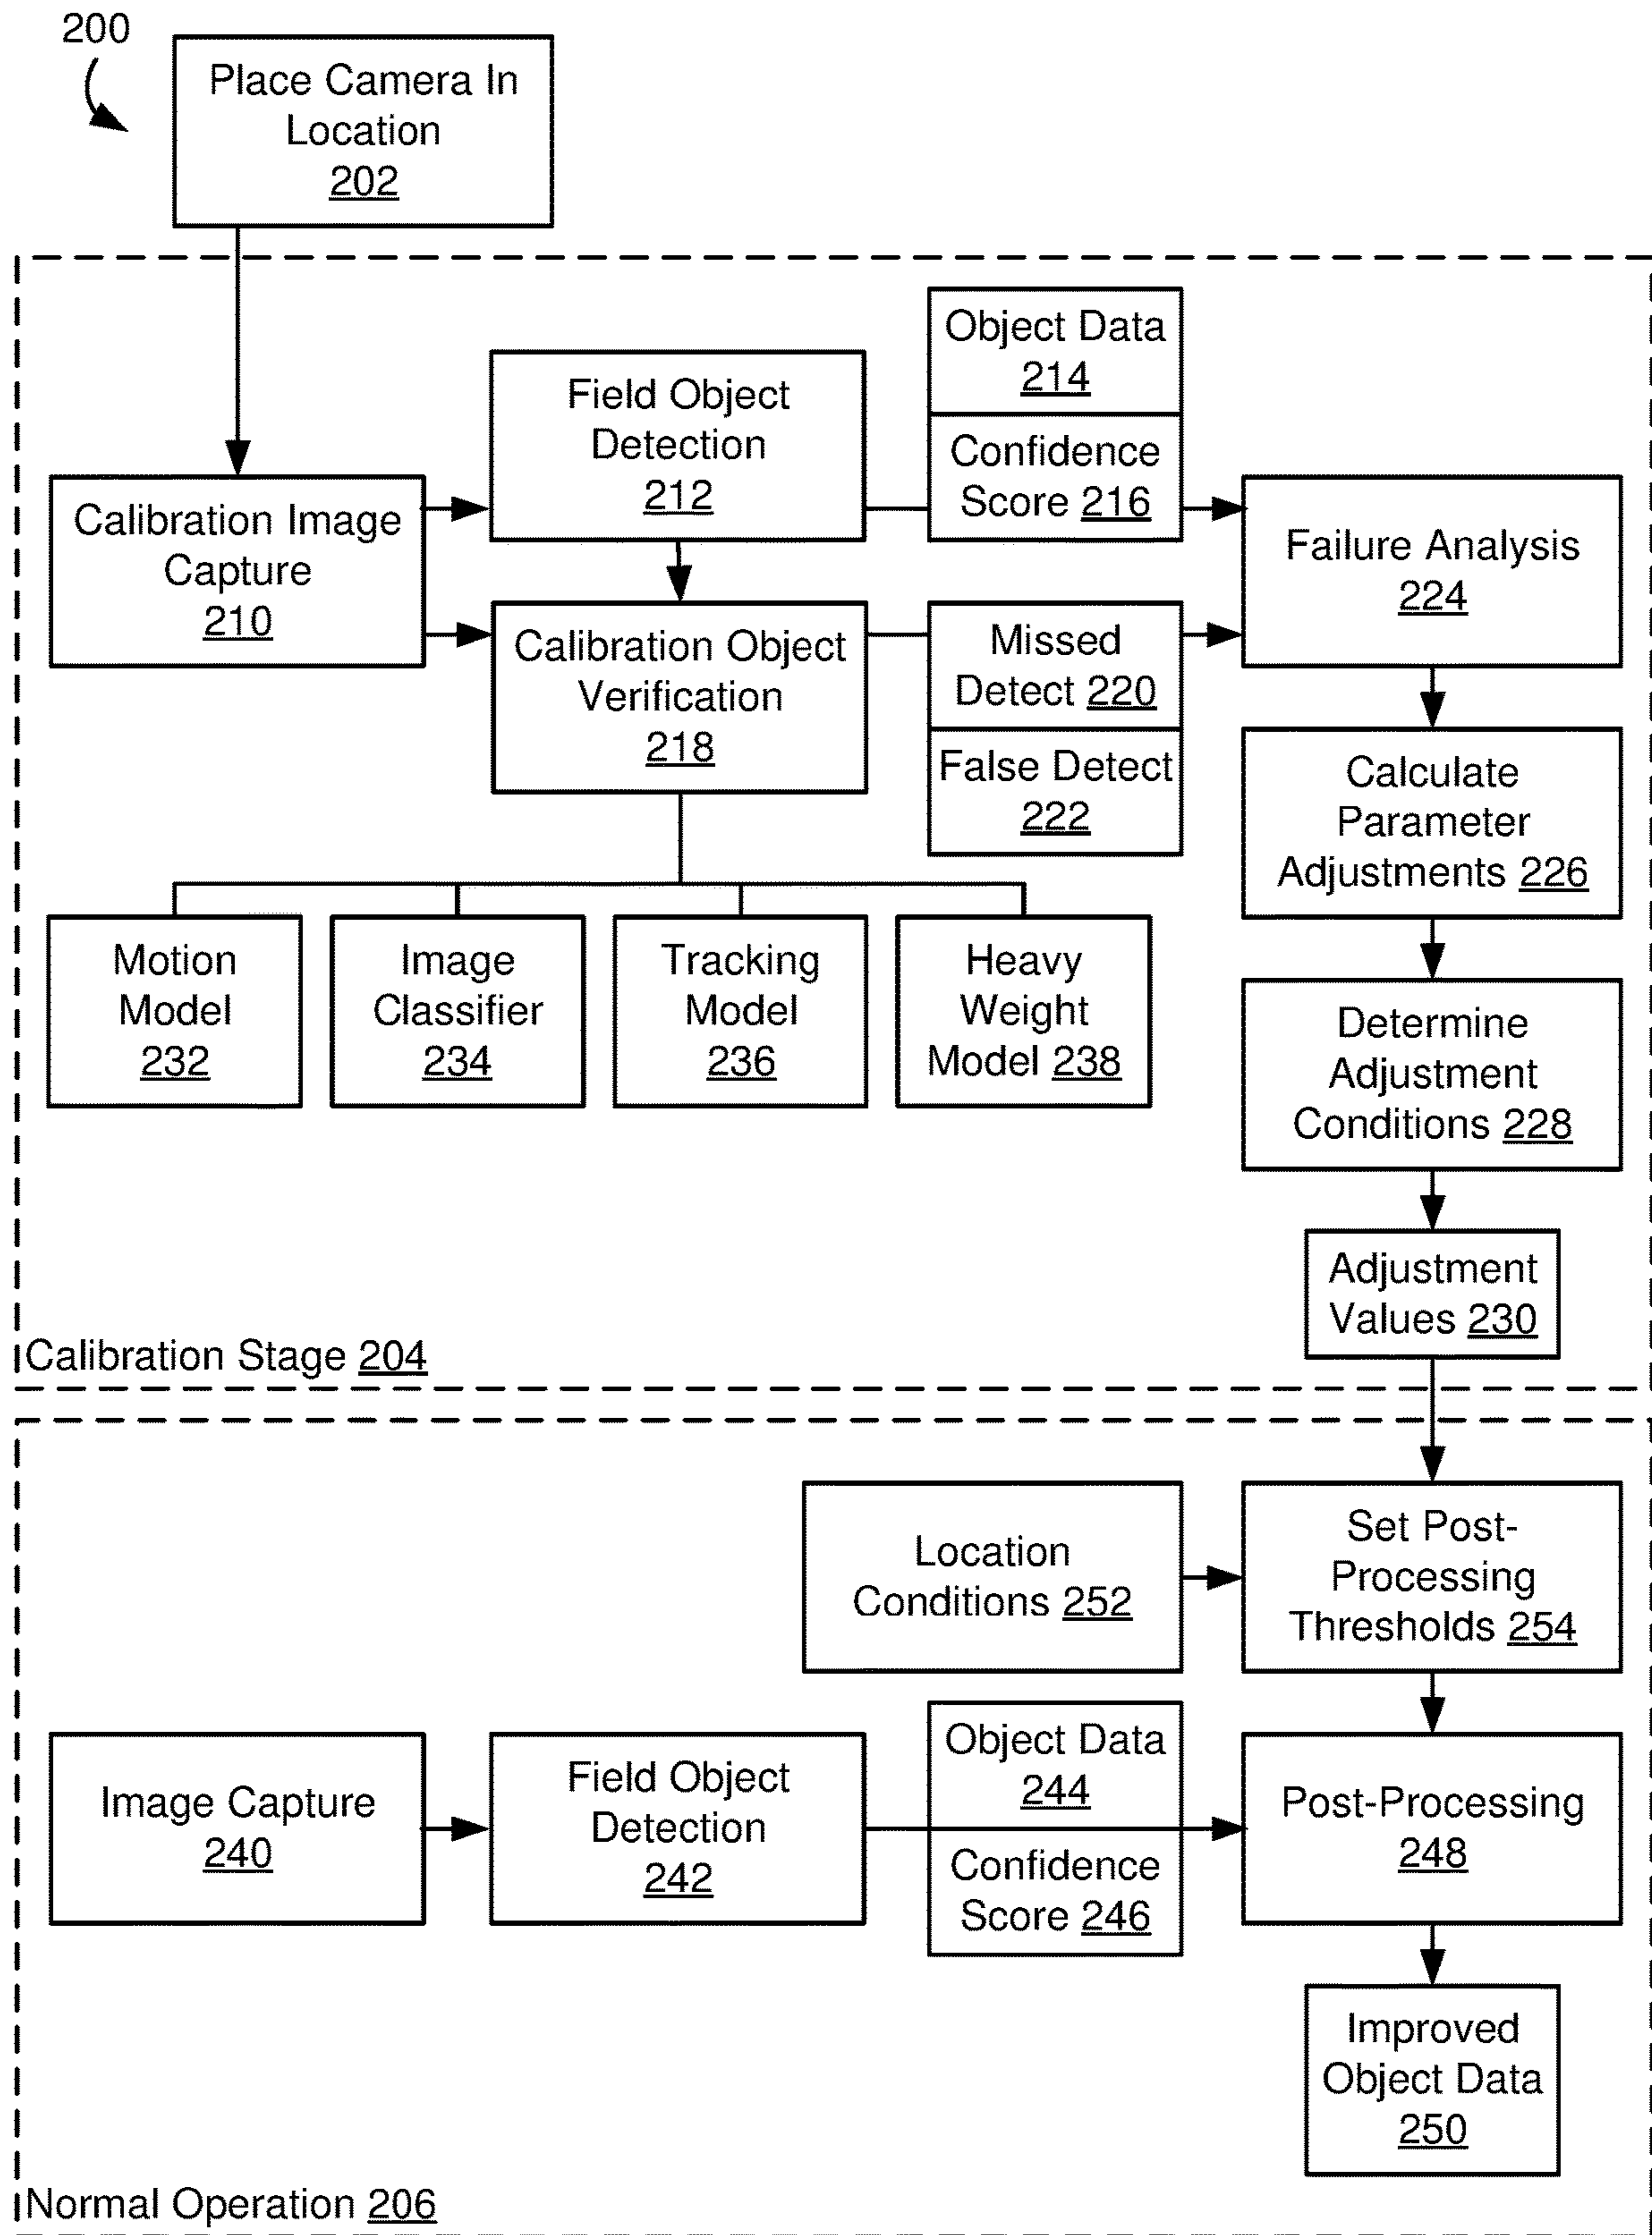 200
Place Camera In
Location
202
Object Data
214
Confidence
Score 216
Field Object
Detection
212
Calibration Image
Capture
210
Failure Analysis
224
Calibration Object
Verification
218
Missed
Detect 220
False Detect
222
Calculate
Parameter
Adjustments 226
Motion
Model
232
Image
Classifier
234
Tracking
Model
236
Heavy
Weight
Model 238
Determine
Adjustment
Conditions 228
Adjustment
Values 230
Calibration Stage 204
Location
Conditions 252
Set Post-
Processing
Thresholds 254
Image Capture
240
Field Object
Detection
242
Object Data
244
Confidence
Score 246
Post-Processing
248
Improved
Object Data
250
Normal Operation 206